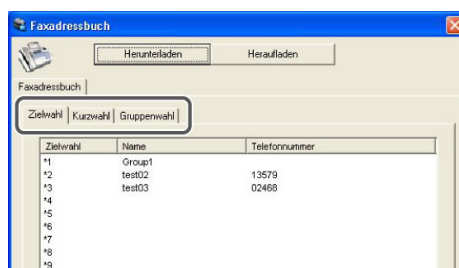 Faxadressbuch
Herunterladen Heraufladen
Faxadressbuch
Zielwahl Kurzwahl Gruppenwahl
Zielwahl Name Telefonnummer
*1 Group1
*2 test02 13579
*3 test03 02468
*4
*5
*6
*7
*8
*9